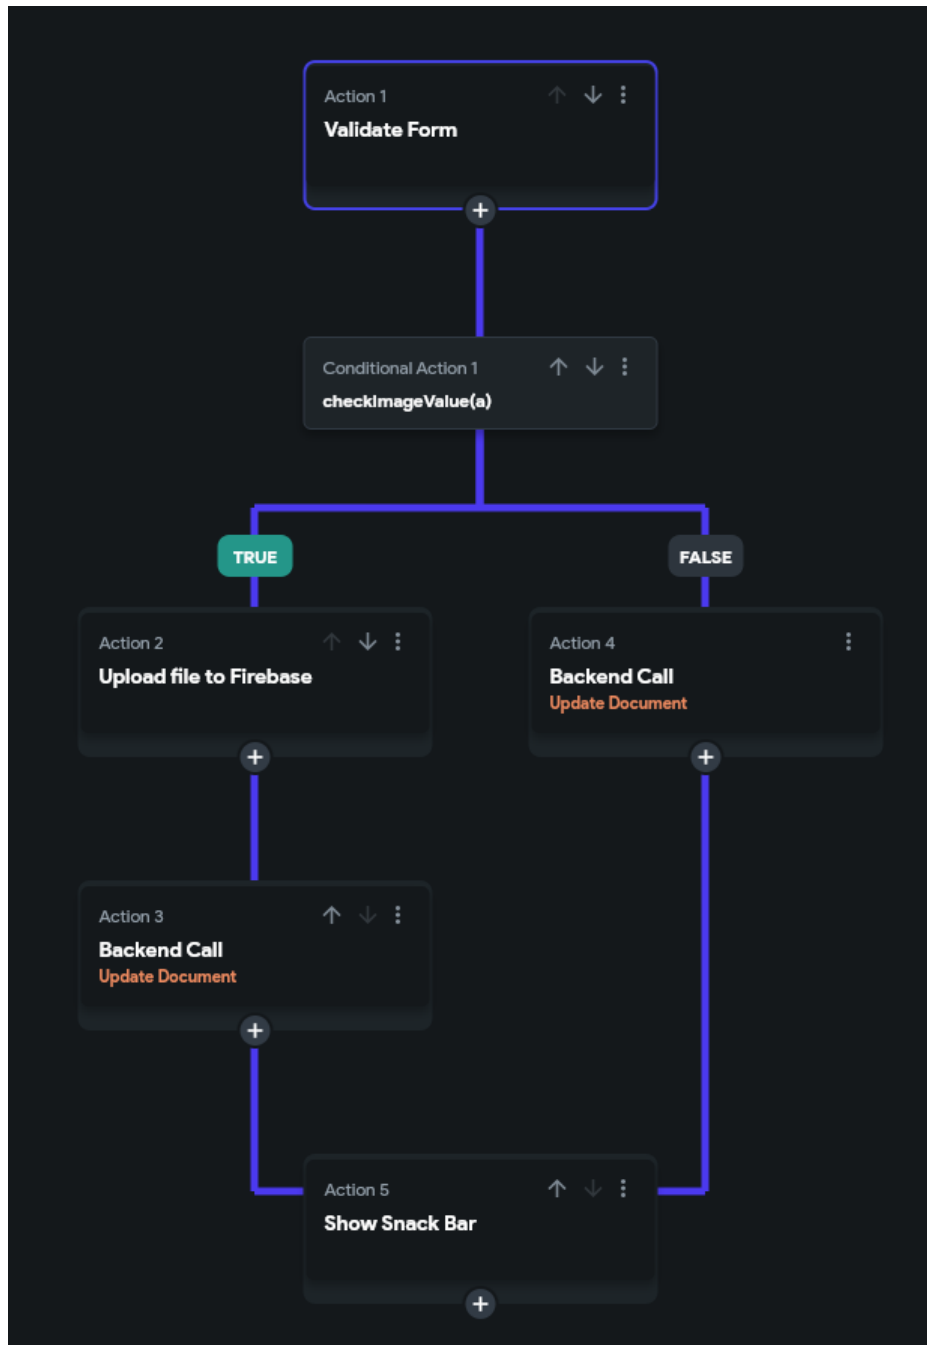 Action 1
Validate Form
Conditional Action 1
checkImageValue(a)
TRUE
FALSE
Action 2
Upload file to Firebase
Action 4
Backend Call
Update Document
Action 3
Backend Call
Update Document
Action 5
Show Snack Bar